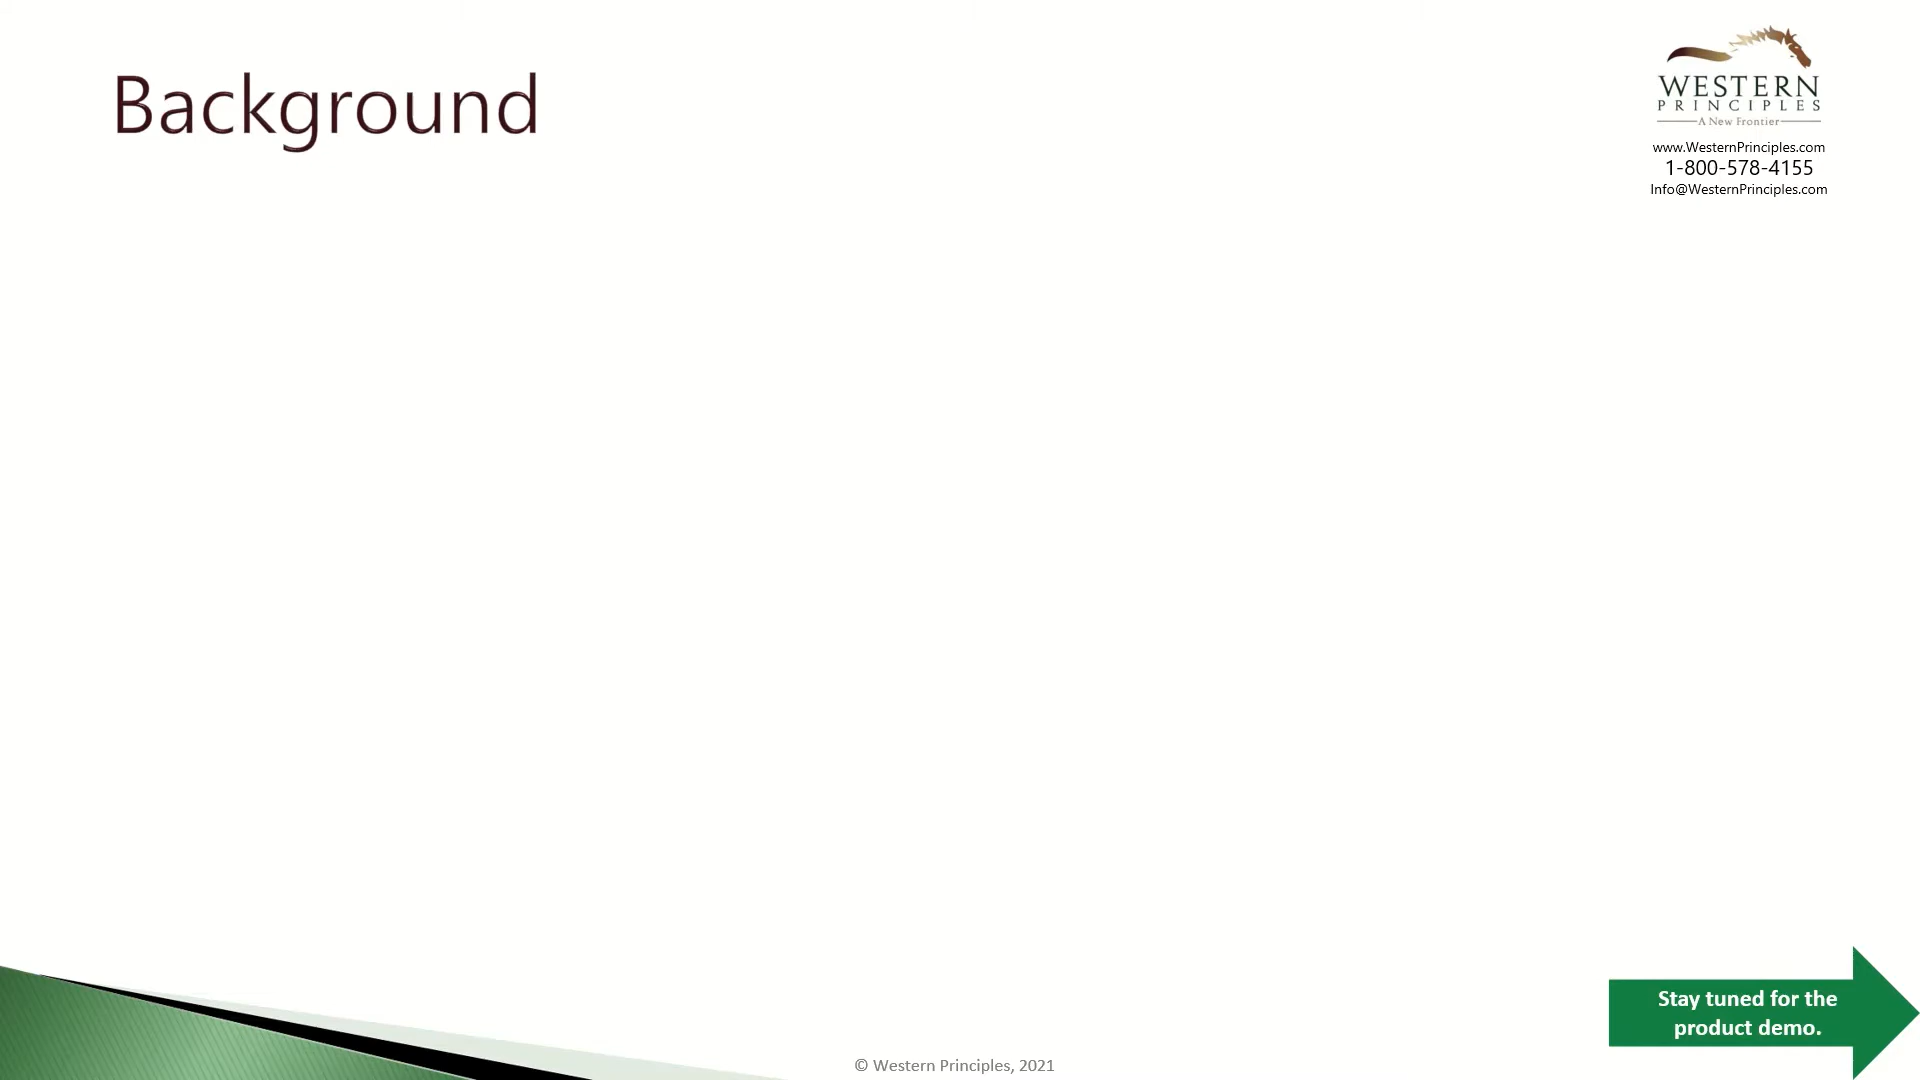 Background
WESTERN
PRINCIPLES
A New Frontier
www.WesternPrinciples.com
1-800-578-4155
Info@WesternPrinciples.com
Stay tuned for the
product demo.
© Western Principles, 2021